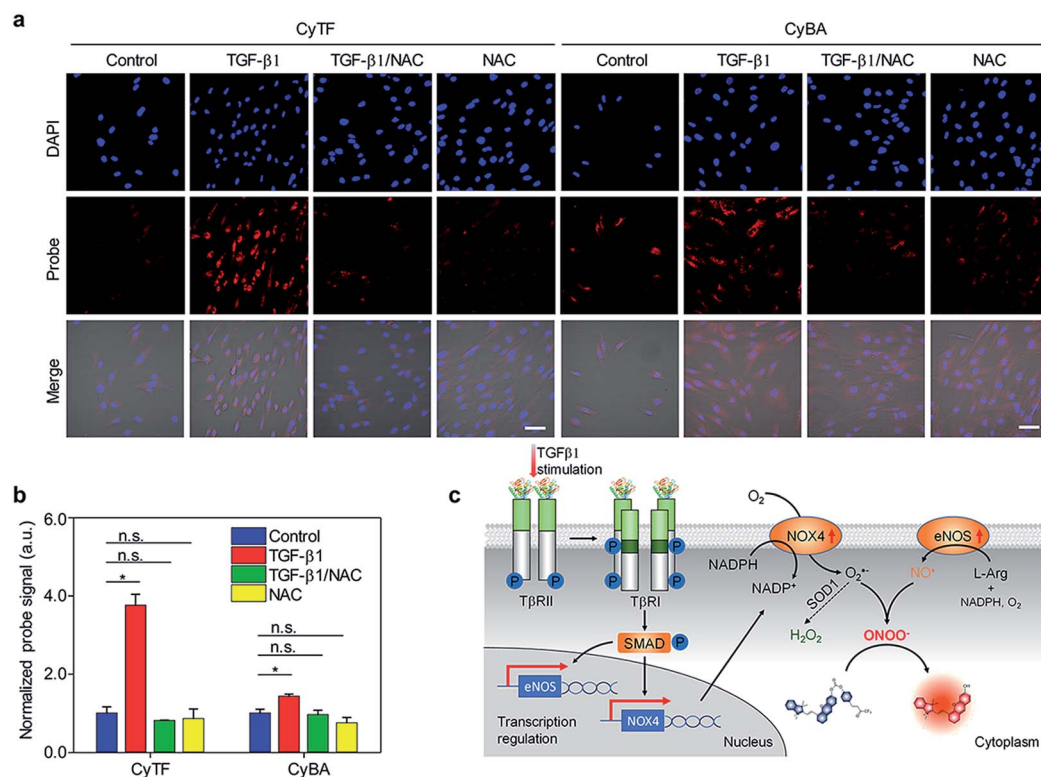 a
CyTF
CyBA
Control
TGF-β1
TGF-β1/NAC
NAC
Control
TGF-β1
TGF-β1/NAC
NAC
DAPI
Probe
Merge
b
Normalized probe signal (a.u.)
6.0
4.0
2.0
0.0
n.s.
n.s.
*
n.s.
n.s.
*
Control
TGF-β1
TGF-β1/NAC
NAC
CyTF
CyBA
c
TGFβ1
stimulation
P
P
P
P
P
P
TβRII
TβRI
SMAD
P
eNOS
NOX4
Transcription
regulation
Nucleus
O₂
NOX4
eNOS
NADPH
NADP⁺
O₂•-
NO•
L-Arg
+
NADPH, O₂
SOD1
H₂O₂
ONOO⁻
OH
Cytoplasm